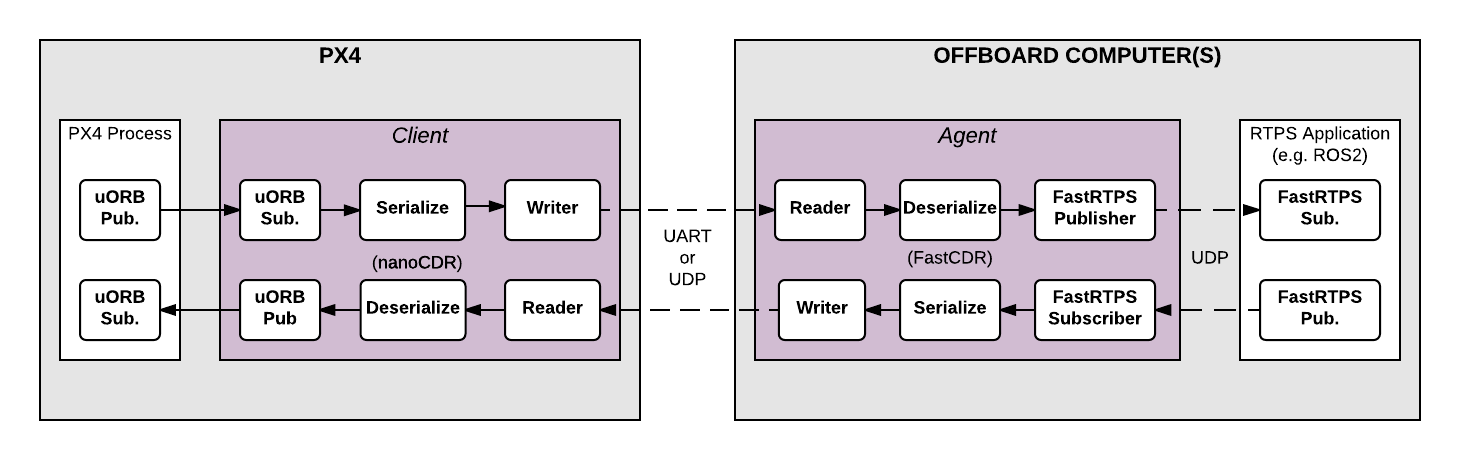 PX4
OFFBOARD COMPUTER(S)
PX4 Process
Client
Agent
RTPS Application
(e.g. ROS2)
uORB
Pub.
uORB
Sub.
Serialize
Writer
Reader
Deserialize
FastRTPS
Publisher
FastRTPS
Sub.
(nanoCDR)
UART
or
UDP
(FastCDR)
UDP
uORB
Sub.
uORB
Pub
Deserialize
Reader
Writer
Serialize
FastRTPS
Subscriber
FastRTPS
Pub.